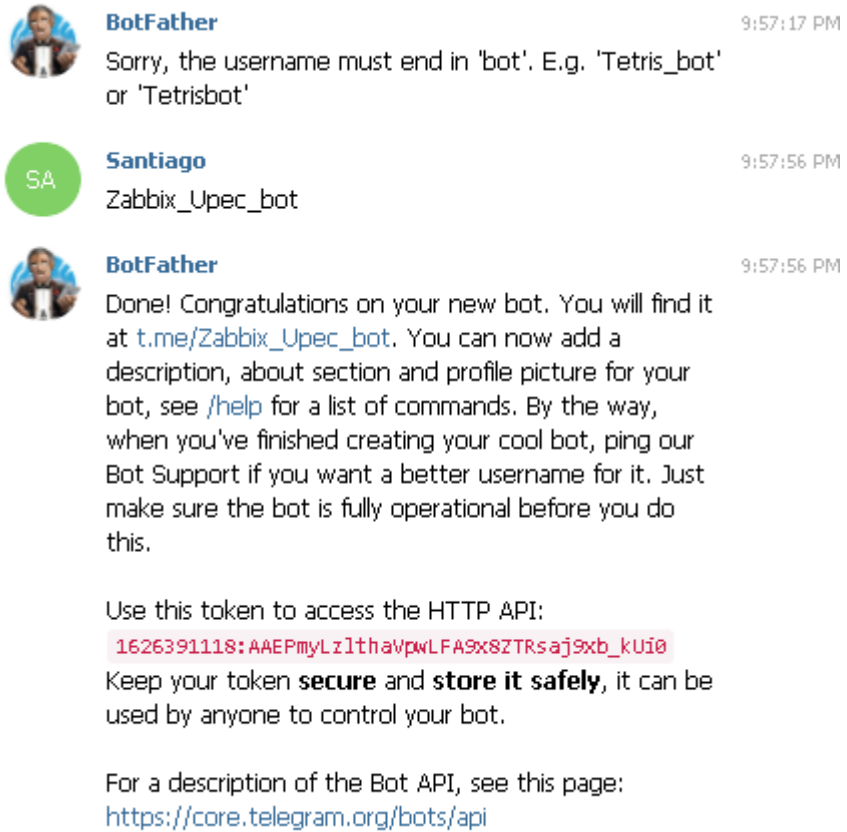 BotFather 9:57:17 PM
Sorry, the username must end in 'bot'. E.g. 'Tetris_bot'
or 'Tetrisbot'
SA
Santiago 9:57:56 PM
Zabbix_Upec_bot
BotFather 9:57:56 PM
Done! Congratulations on your new bot. You will find it
at t.me/Zabbix_Upec_bot. You can now add a
description, about section and profile picture for your
bot, see /help for a list of commands. By the way,
when you've finished creating your cool bot, ping our
Bot Support if you want a better username for it. Just
make sure the bot is fully operational before you do
this.
Use this token to access the HTTP API:
1626391118:AAEPmyLzlthaVpwLFA9x8ZTRsaj9xb_kUi0
Keep your token secure and store it safely, it can be
used by anyone to control your bot.
For a description of the Bot API, see this page:
https://core.telegram.org/bots/api